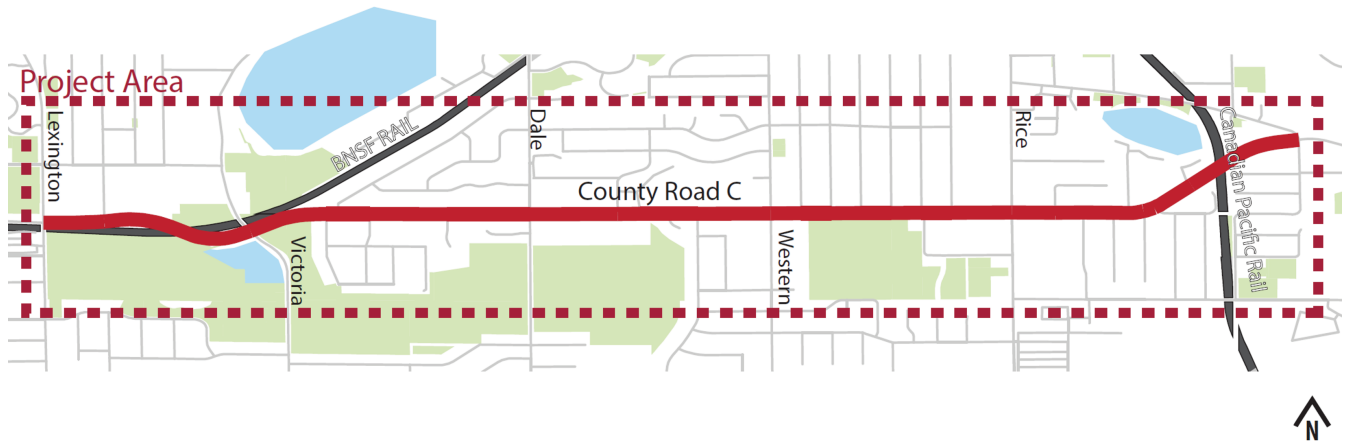 Project Area
Lexington
BNSF RAIL
Dale
Rice
Canadian Pacific Rail
County Road C
Victoria
Western
N